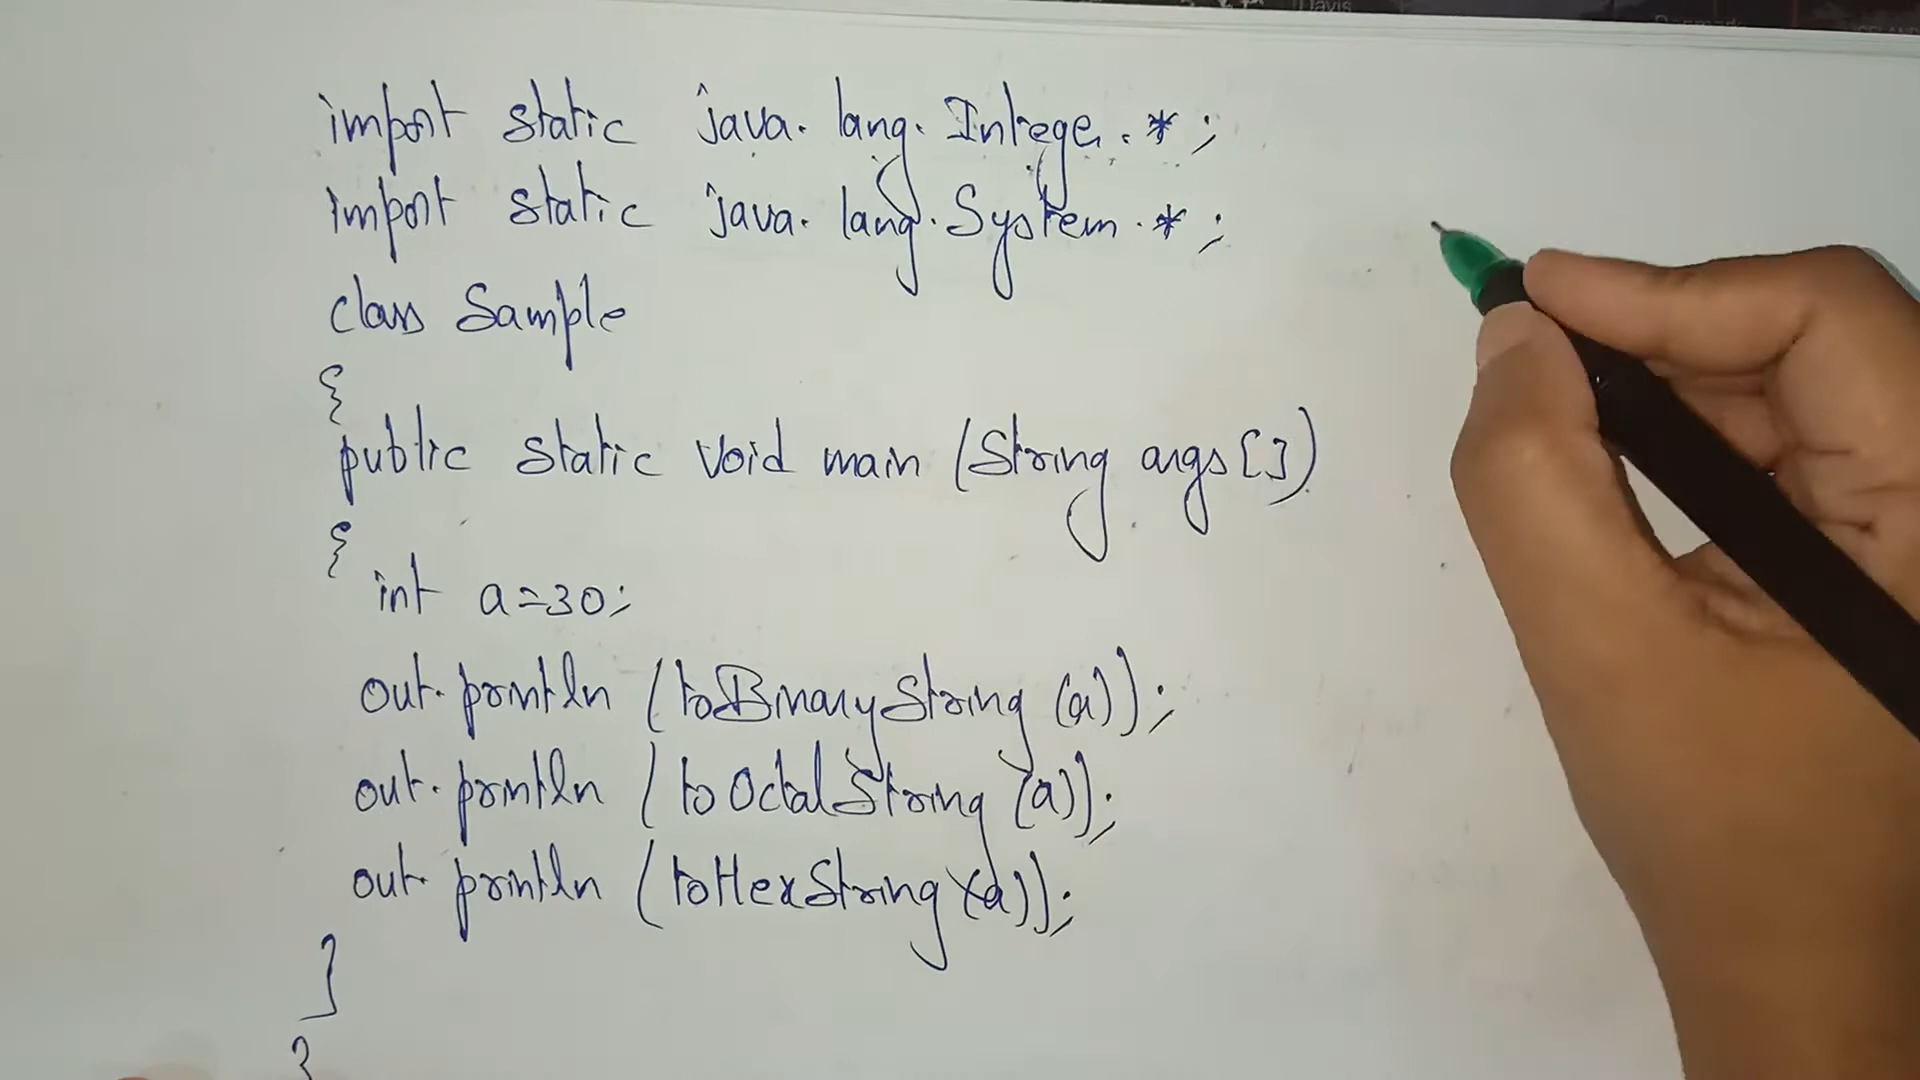 Davis
import static java.lang.Integer.*;
import static java.lang.System.*;
class Sample
{
public static void main (String args[])
{
int a=30;
out.println (toBinaryString (a));
out.println (toOctalString (a));
out.println (toHexString (a));
}
}